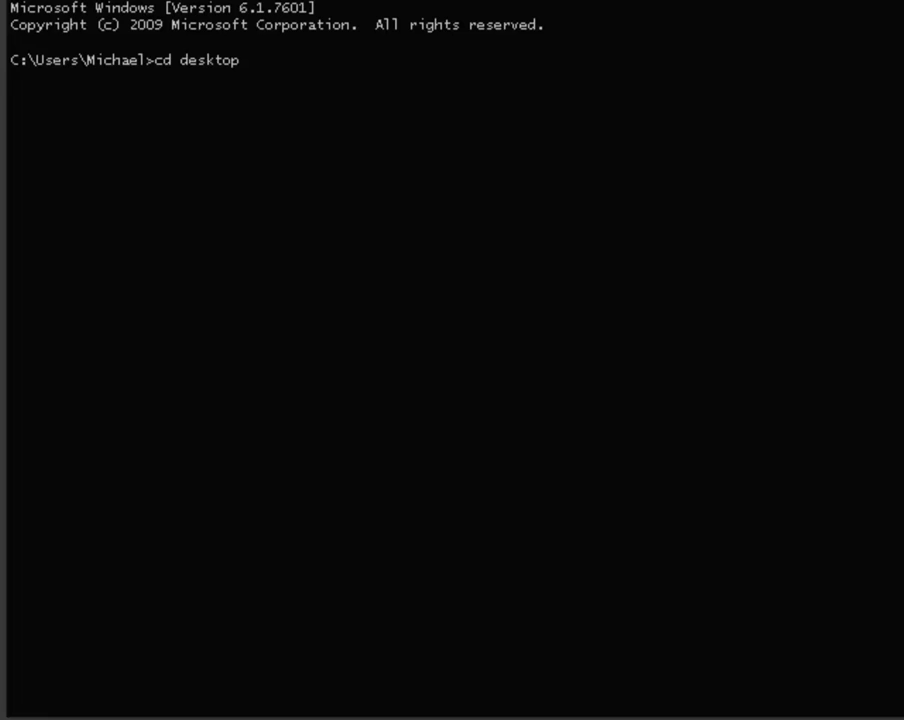 Microsoft Windows [Version 6.1.7601]
Copyright (c) 2009 Microsoft Corporation.  All rights reserved.
C:\Users\Michael>cd desktop